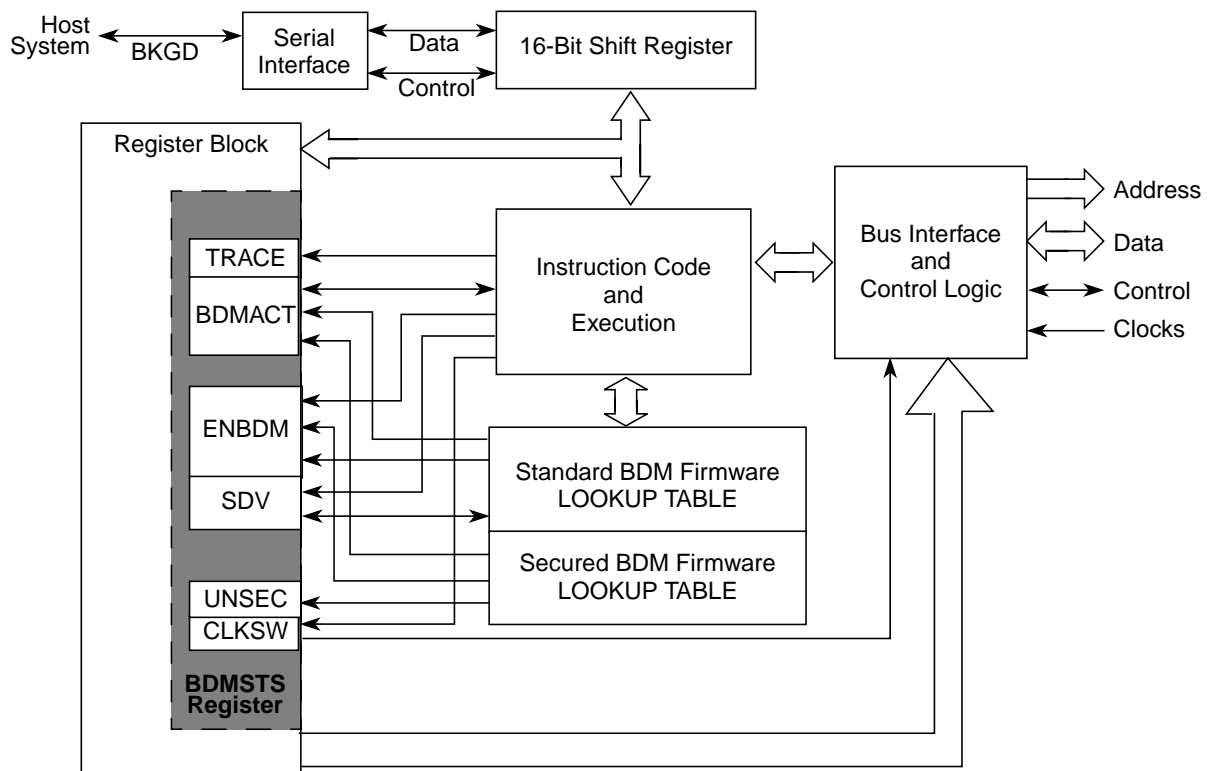 Host
System
BKGD
Serial
Interface
Data
Control
16-Bit Shift Register
Register Block
TRACE
BDMACT
ENBDM
SDV
UNSEC
CLKSW
BDMSTS
Register
Instruction Code
and
Execution
Standard BDM Firmware
LOOKUP TABLE
Secured BDM Firmware
LOOKUP TABLE
Bus Interface
and
Control Logic
Address
Data
Control
Clocks